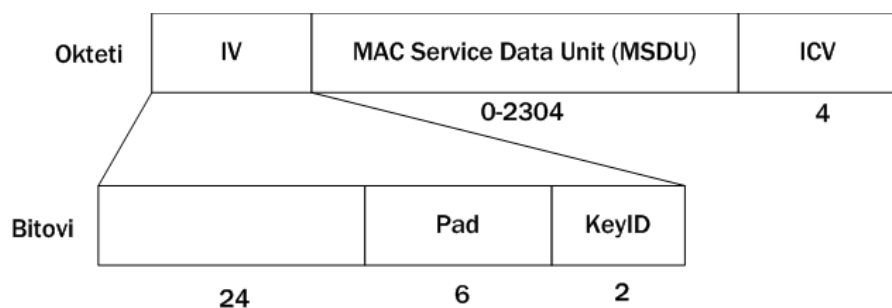 Okteti IV MAC Service Data Unit (MSDU) ICV
0-2304 4
Bitovi Pad KeyID
24 6 2